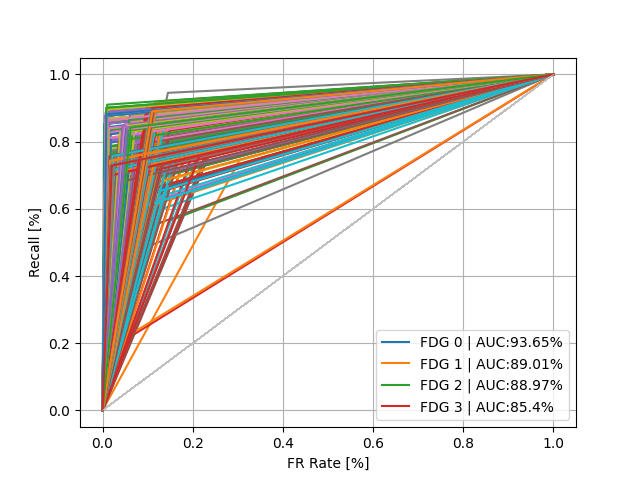 1.0
0.8
0.6
0.4
0.2
0.0
Recall [%]
0.0 0.2 0.4 0.6 0.8 1.0
FR Rate [%]
FDG 0 | AUC:93.65%
FDG 1 | AUC:89.01%
FDG 2 | AUC:88.97%
FDG 3 | AUC:85.4%